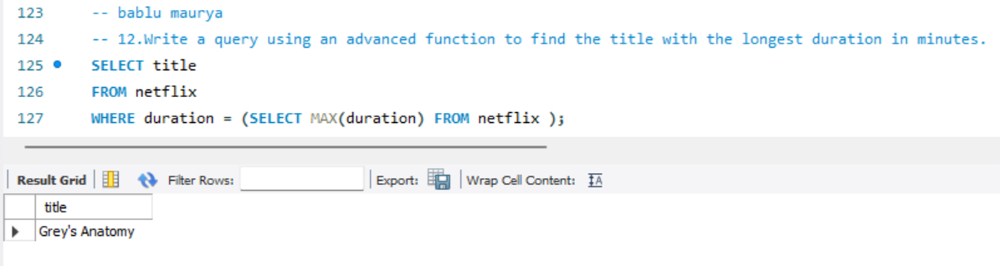 123 -- bablu maurya
124 -- 12.Write a query using an advanced function to find the title with the longest duration in minutes.
125 SELECT title
126 FROM netflix
127 WHERE duration = (SELECT MAX(duration) FROM netflix );
Result Grid Filter Rows: Export: Wrap Cell Content: IA
title
Grey's Anatomy